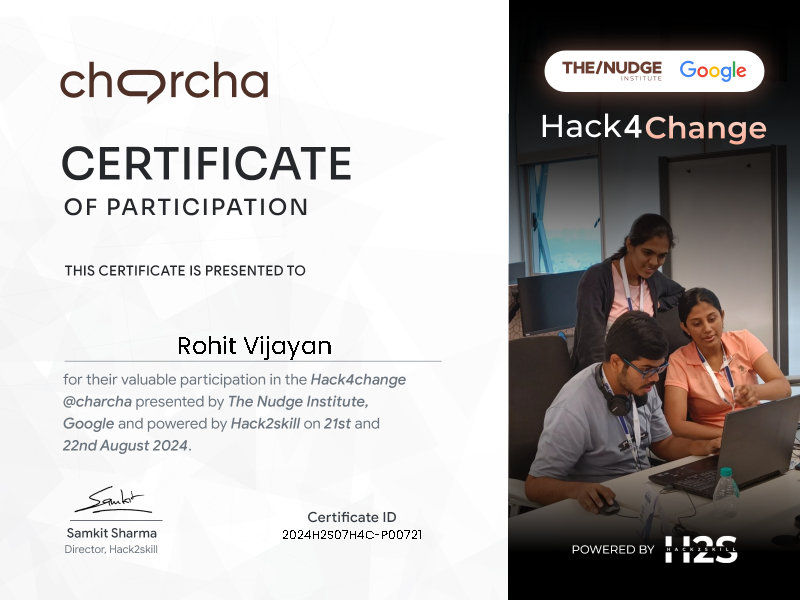 charcha
CERTIFICATE
OF PARTICIPATION
THIS CERTIFICATE IS PRESENTED TO
Rohit Vijayan
for their valuable participation in the Hack4change
@charcha presented by The Nudge Institute,
Google and powered by Hack2skill on 21st and
22nd August 2024.
Samkit
Samkit Sharma
Director, Hack2skill
Certificate ID
2024H2S07H4C-P00721
THE/NUDGE
INSTITUTE
Google
Hack4Change
POWERED BY
H2S
HACK2SKILL